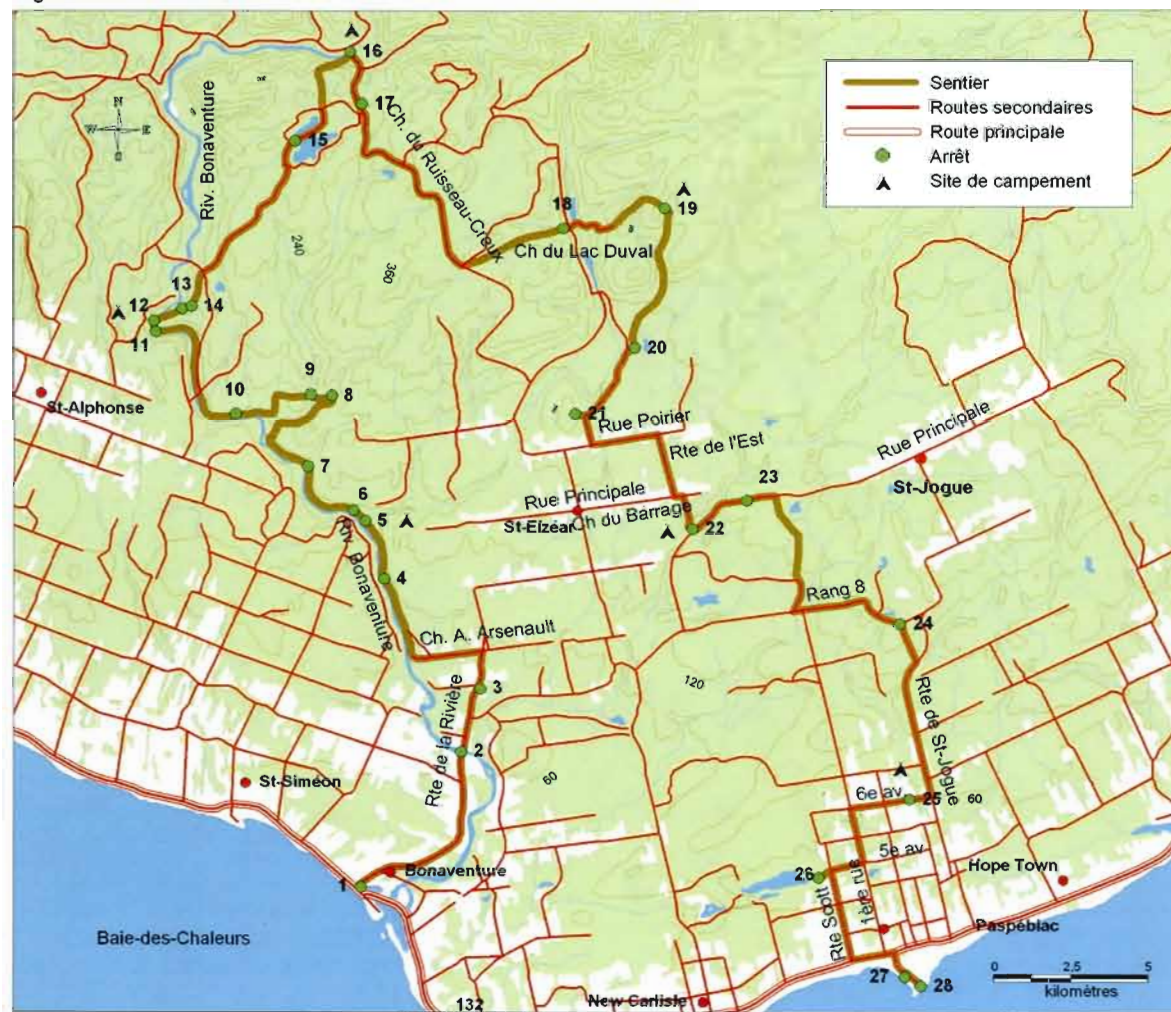 Sentier
Routes secondaires
Route principale
Arrêt
Site de campement
N
W E
S
16
17
15
Riv. Bonaventure
Ch. du Ruisseau-Creux
18
19
Ch du Lac Duval
240
360
13
12
14
11
20
9
8
10
St-Alphonse
21
Rue Poirier
Rte de l'Est
Rue Principale
7
23
St-Jogue
6
5
Rue Principale
St-Elzéar
Ch du Barrage
22
Riv. Bonaventure
4
Rang 8
24
Ch. A. Arsenault
3
120
Rte de St-Jogue
Rte de la Rivière
2
60
St-Siméon
6e av
25
60
5e av
26
Hope Town
1
Bonaventure
Rte Scott
1ère rue
Paspébiac
Baie-des-Chaleurs
27
28
0 2,5 5
kilomètres
132
New Carlisle